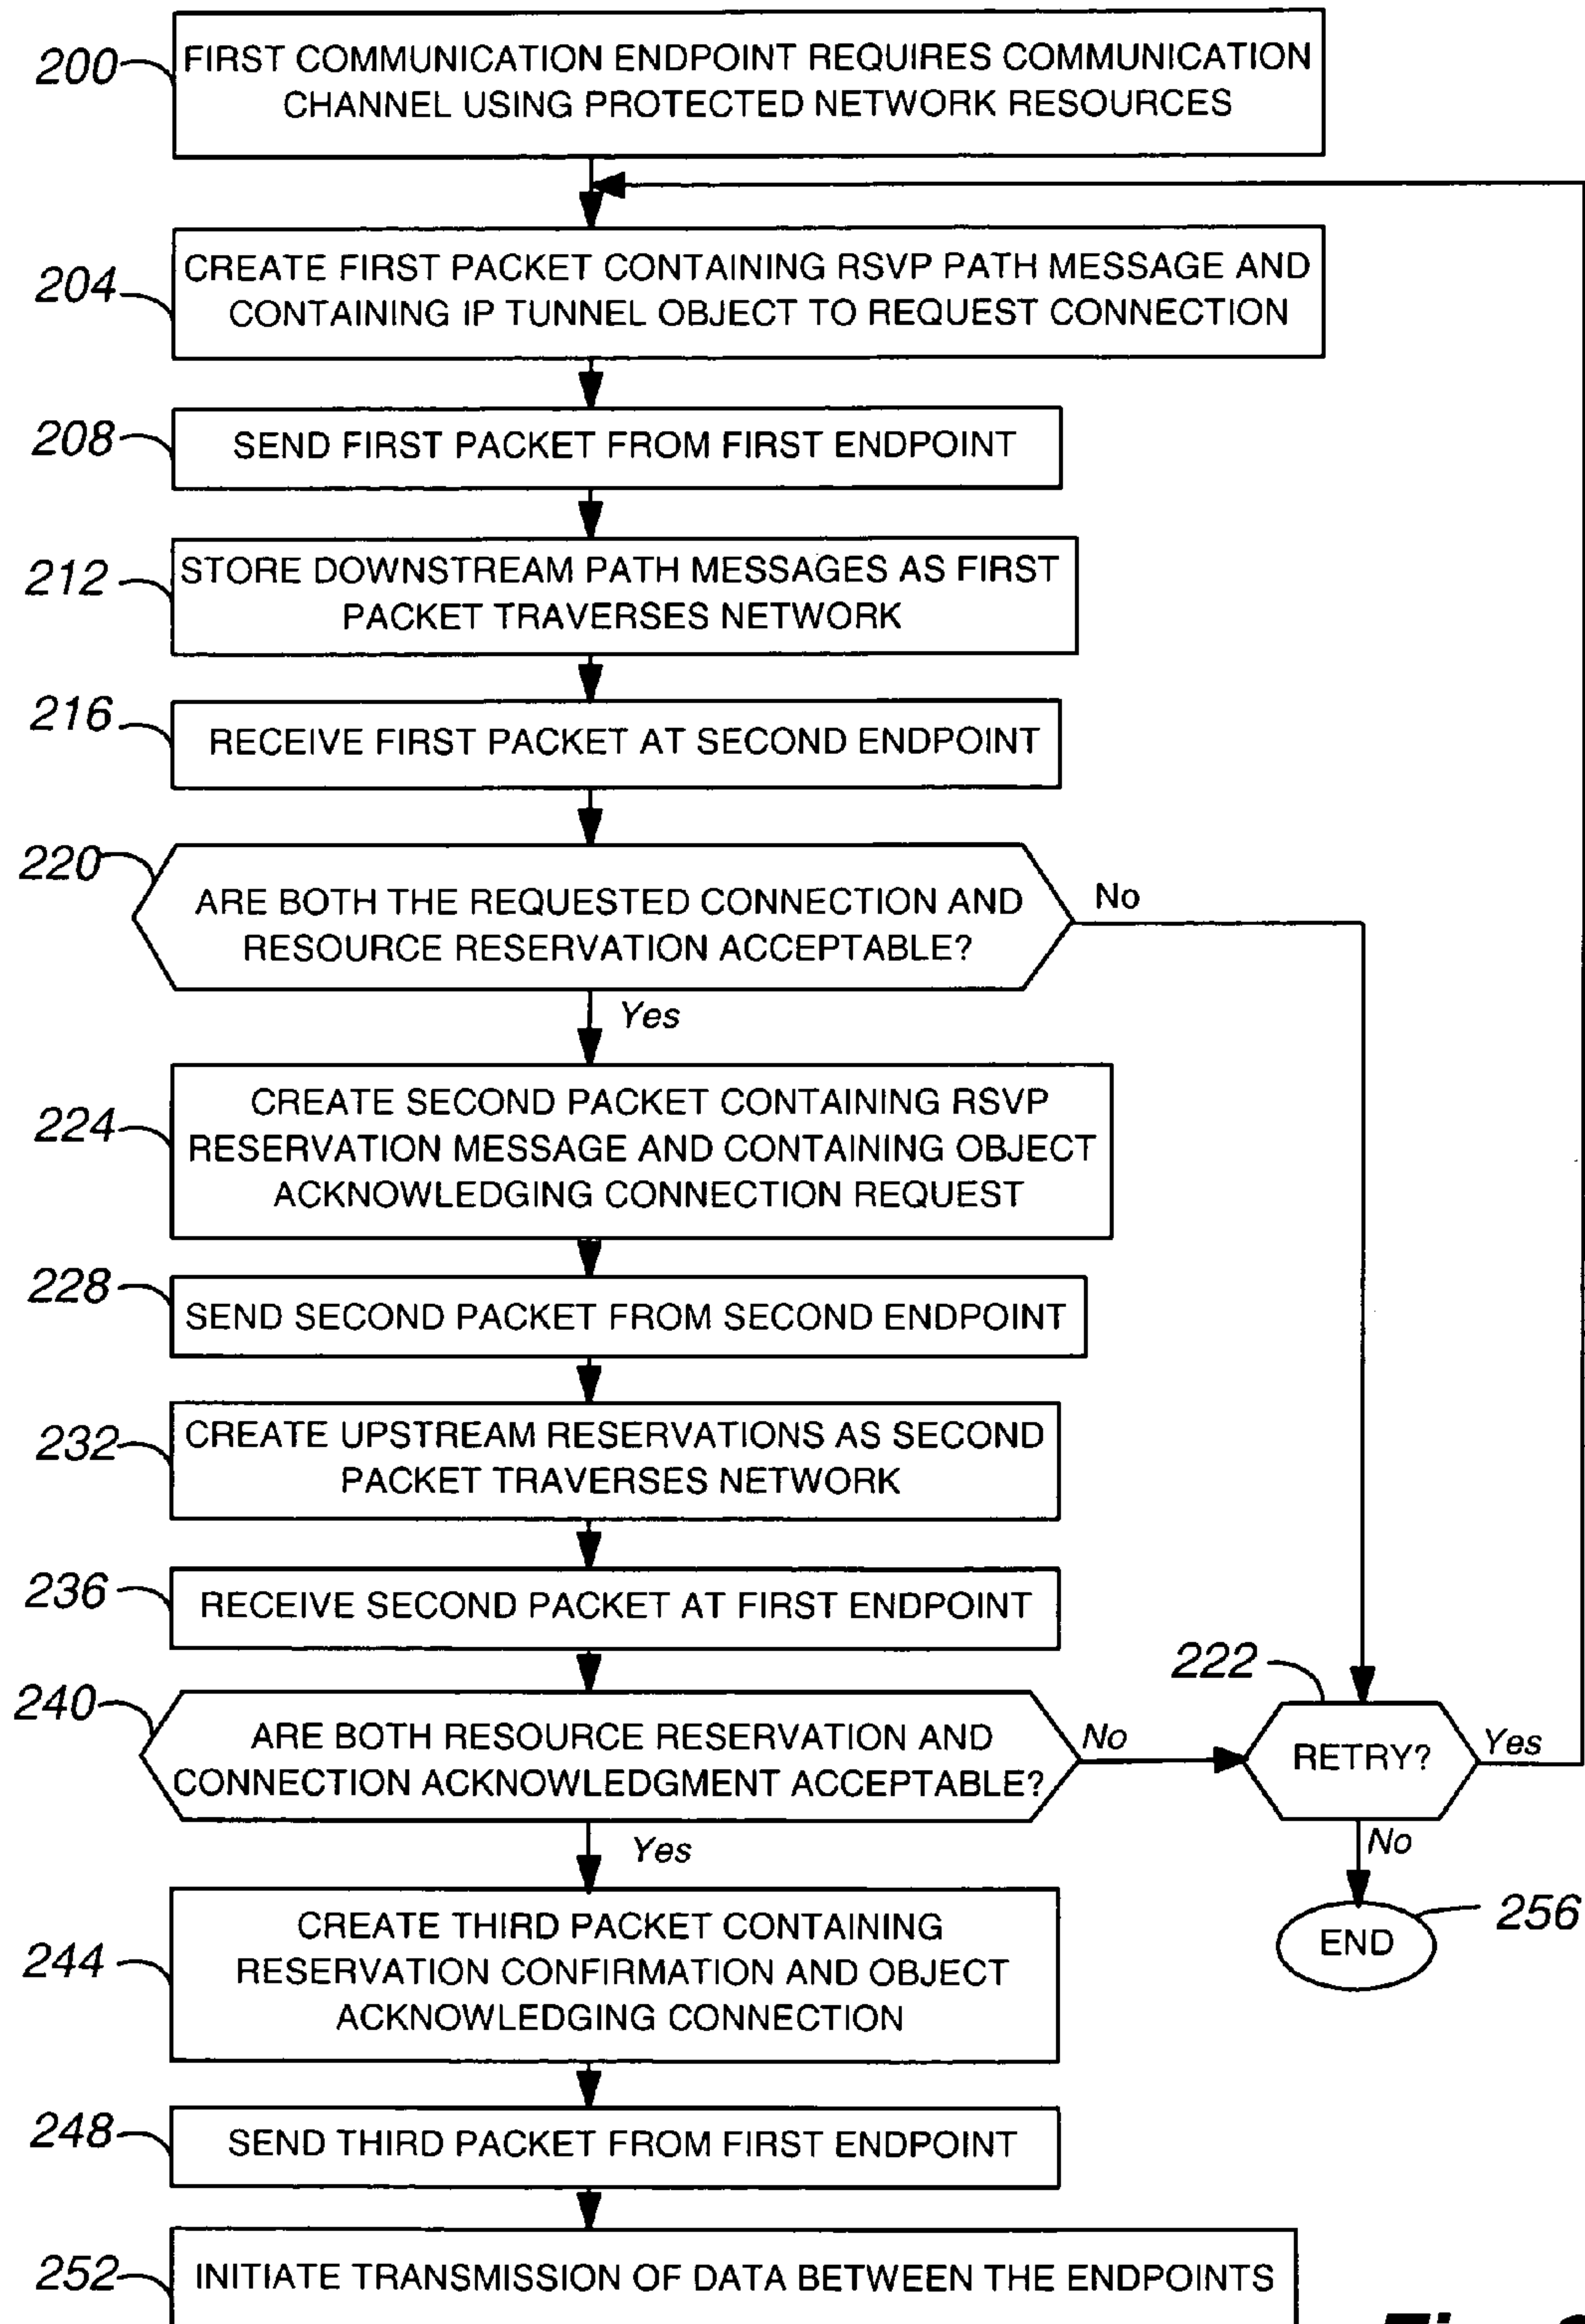 200
FIRST COMMUNICATION ENDPOINT REQUIRES COMMUNICATION
CHANNEL USING PROTECTED NETWORK RESOURCES
204
CREATE FIRST PACKET CONTAINING RSVP PATH MESSAGE AND
CONTAINING IP TUNNEL OBJECT TO REQUEST CONNECTION
208
SEND FIRST PACKET FROM FIRST ENDPOINT
212
STORE DOWNSTREAM PATH MESSAGES AS FIRST
PACKET TRAVERSES NETWORK
216
RECEIVE FIRST PACKET AT SECOND ENDPOINT
220
ARE BOTH THE REQUESTED CONNECTION AND
RESOURCE RESERVATION ACCEPTABLE?
No
Yes
224
CREATE SECOND PACKET CONTAINING RSVP
RESERVATION MESSAGE AND CONTAINING OBJECT
ACKNOWLEDGING CONNECTION REQUEST
228
SEND SECOND PACKET FROM SECOND ENDPOINT
232
CREATE UPSTREAM RESERVATIONS AS SECOND
PACKET TRAVERSES NETWORK
236
RECEIVE SECOND PACKET AT FIRST ENDPOINT
240
ARE BOTH RESOURCE RESERVATION AND
CONNECTION ACKNOWLEDGMENT ACCEPTABLE?
No
222
RETRY?
Yes
No
256
END
Yes
244
CREATE THIRD PACKET CONTAINING
RESERVATION CONFIRMATION AND OBJECT
ACKNOWLEDGING CONNECTION
248
SEND THIRD PACKET FROM FIRST ENDPOINT
252
INITIATE TRANSMISSION OF DATA BETWEEN THE ENDPOINTS